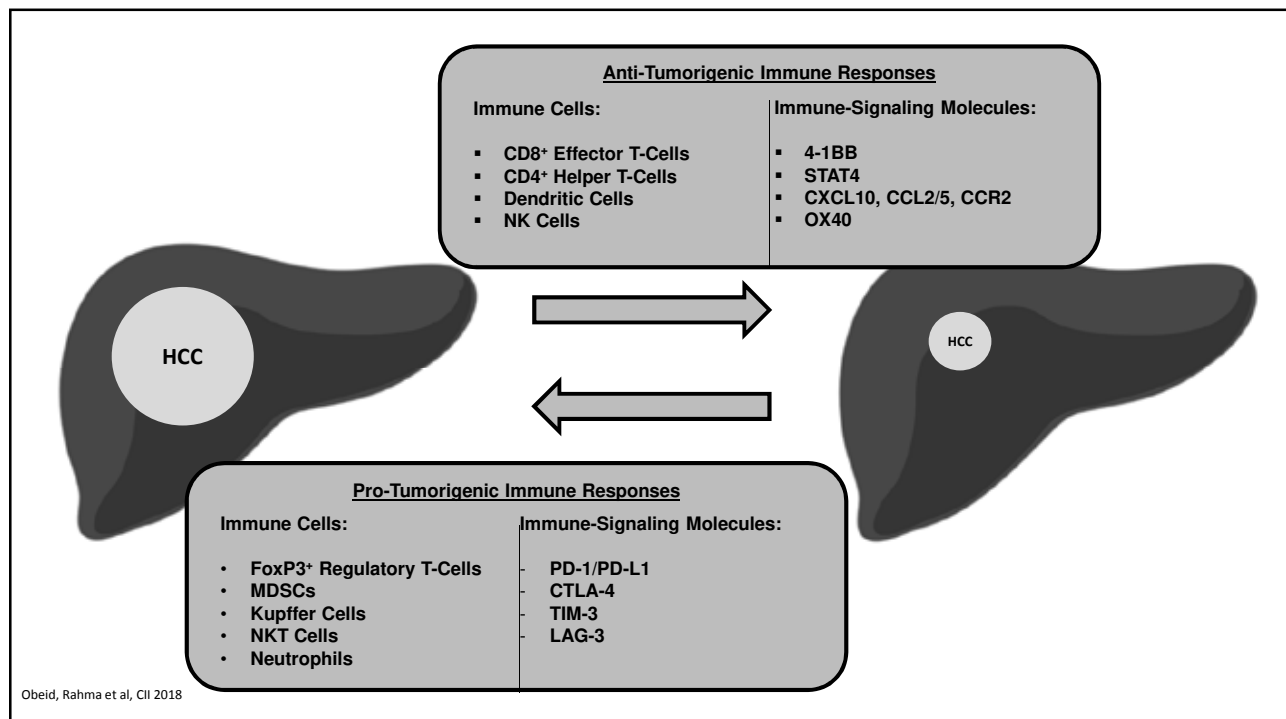 Anti-Tumorigenic Immune Responses
Immune Cells:
▪ CD8⁺ Effector T-Cells
▪ CD4⁺ Helper T-Cells
▪ Dendritic Cells
▪ NK Cells
Immune-Signaling Molecules:
▪ 4-1BB
▪ STAT4
▪ CXCL10, CCL2/5, CCR2
▪ OX40
HCC
HCC
Pro-Tumorigenic Immune Responses
Immune Cells:
• FoxP3⁺ Regulatory T-Cells
• MDSCs
• Kupffer Cells
• NKT Cells
• Neutrophils
Immune-Signaling Molecules:
- PD-1/PD-L1
- CTLA-4
- TIM-3
- LAG-3
Obeid, Rahma et al, CII 2018